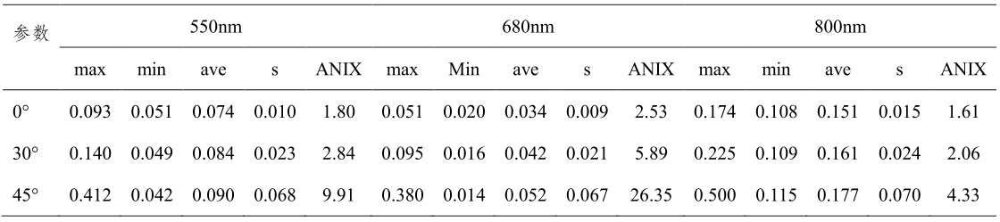 参数 550nm 680nm 800nm
max min ave s ANIX max Min ave s ANIX max min ave s ANIX
0° 0.093 0.051 0.074 0.010 1.80 0.051 0.020 0.034 0.009 2.53 0.174 0.108 0.151 0.015 1.61
30° 0.140 0.049 0.084 0.023 2.84 0.095 0.016 0.042 0.021 5.89 0.225 0.109 0.161 0.024 2.06
45° 0.412 0.042 0.090 0.068 9.91 0.380 0.014 0.052 0.067 26.35 0.500 0.115 0.177 0.070 4.33